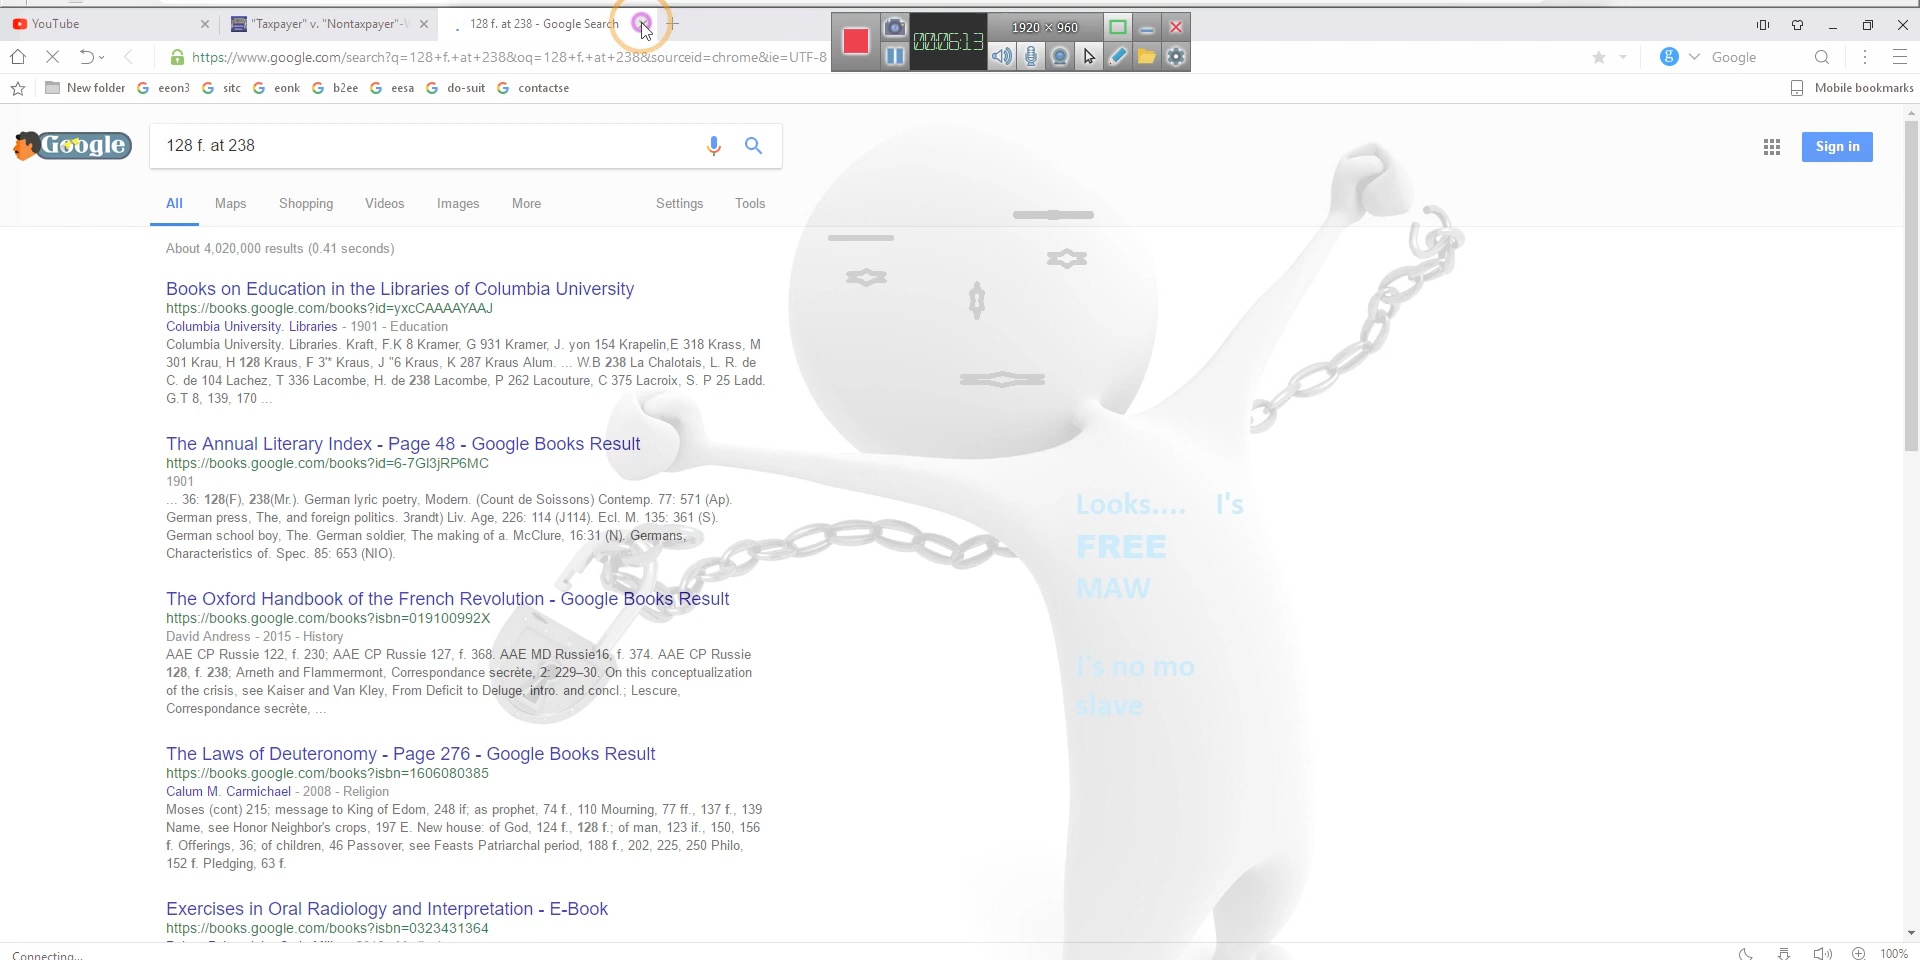 YouTube
"Taxpayer" v. "Nontaxpayer"-
128 f. at 238 - Google Search
00:06:13
1920 × 960
https://www.google.com/search?q=128+f.+at+238&oq=128+f.+at+238&sourceid=chrome&ie=UTF-8
Google
New folder
eeon3
sitc
eonk
b2ee
eesa
do-suit
contactse
Mobile bookmarks
Google
128 f. at 238
Sign in
All
Maps
Shopping
Videos
Images
More
Settings
Tools
About 4,020,000 results (0.41 seconds)
Books on Education in the Libraries of Columbia University
https://books.google.com/books?id=yxcCAAAAYAAJ
Columbia University. Libraries - 1901 - Education
Columbia University. Libraries. Kraft, F.K 8 Kramer, G 931 Kramer, J. yon 154 Krapelin,E 318 Krass, M
301 Krau, H 128 Kraus, F 3'* Kraus, J "6 Kraus, K 287 Kraus Alum. ... W.B 238 La Chalotais, L. R. de
C. de 104 Lachez, T 336 Lacombe, H. de 238 Lacombe, P 262 Lacouture, C 375 Lacroix, S. P 25 Ladd.
G.T 8, 139, 170 ...
The Annual Literary Index - Page 48 - Google Books Result
https://books.google.com/books?id=6-7GI3jRP6MC
1901
... 36: 128(F), 238(Mr.). German lyric poetry, Modern. (Count de Soissons) Contemp. 77: 571 (Ap).
German press, The, and foreign politics. 3randt) Liv. Age, 226: 114 (J114). Ecl. M. 135: 361 (S).
German school boy, The. German soldier, The making of a. McClure, 16:31 (N). Germans,
Characteristics of. Spec. 85: 653 (NIO).
Looks.... I's
FREE
MAW
I's no mo
slave
The Oxford Handbook of the French Revolution - Google Books Result
https://books.google.com/books?isbn=019100992X
David Andress - 2015 - History
AAE CP Russie 122, f. 230; AAE CP Russie 127, f. 368. AAE MD Russie16, f. 374. AAE CP Russie
128, f. 238; Arneth and Flammermont, Correspondance secrète, 2: 229–30. On this conceptualization
of the crisis, see Kaiser and Van Kley, From Deficit to Deluge, intro. and concl.; Lescure,
Correspondance secrète, ...
The Laws of Deuteronomy - Page 276 - Google Books Result
https://books.google.com/books?isbn=1606080385
Calum M. Carmichael - 2008 - Religion
Moses (cont) 215; message to King of Edom, 248 if; as prophet, 74 f., 110 Mourning, 77 ff., 137 f., 139
Name, see Honor Neighbor's crops, 197 E. New house: of God, 124 f., 128 f.; of man, 123 if., 150, 156
f. Offerings, 36; of children, 46 Passover, see Feasts Patriarchal period, 188 f., 202, 225, 250 Philo,
152 f. Pledging, 63 f.
Exercises in Oral Radiology and Interpretation - E-Book
https://books.google.com/books?isbn=0323431364
Connecting...
100%